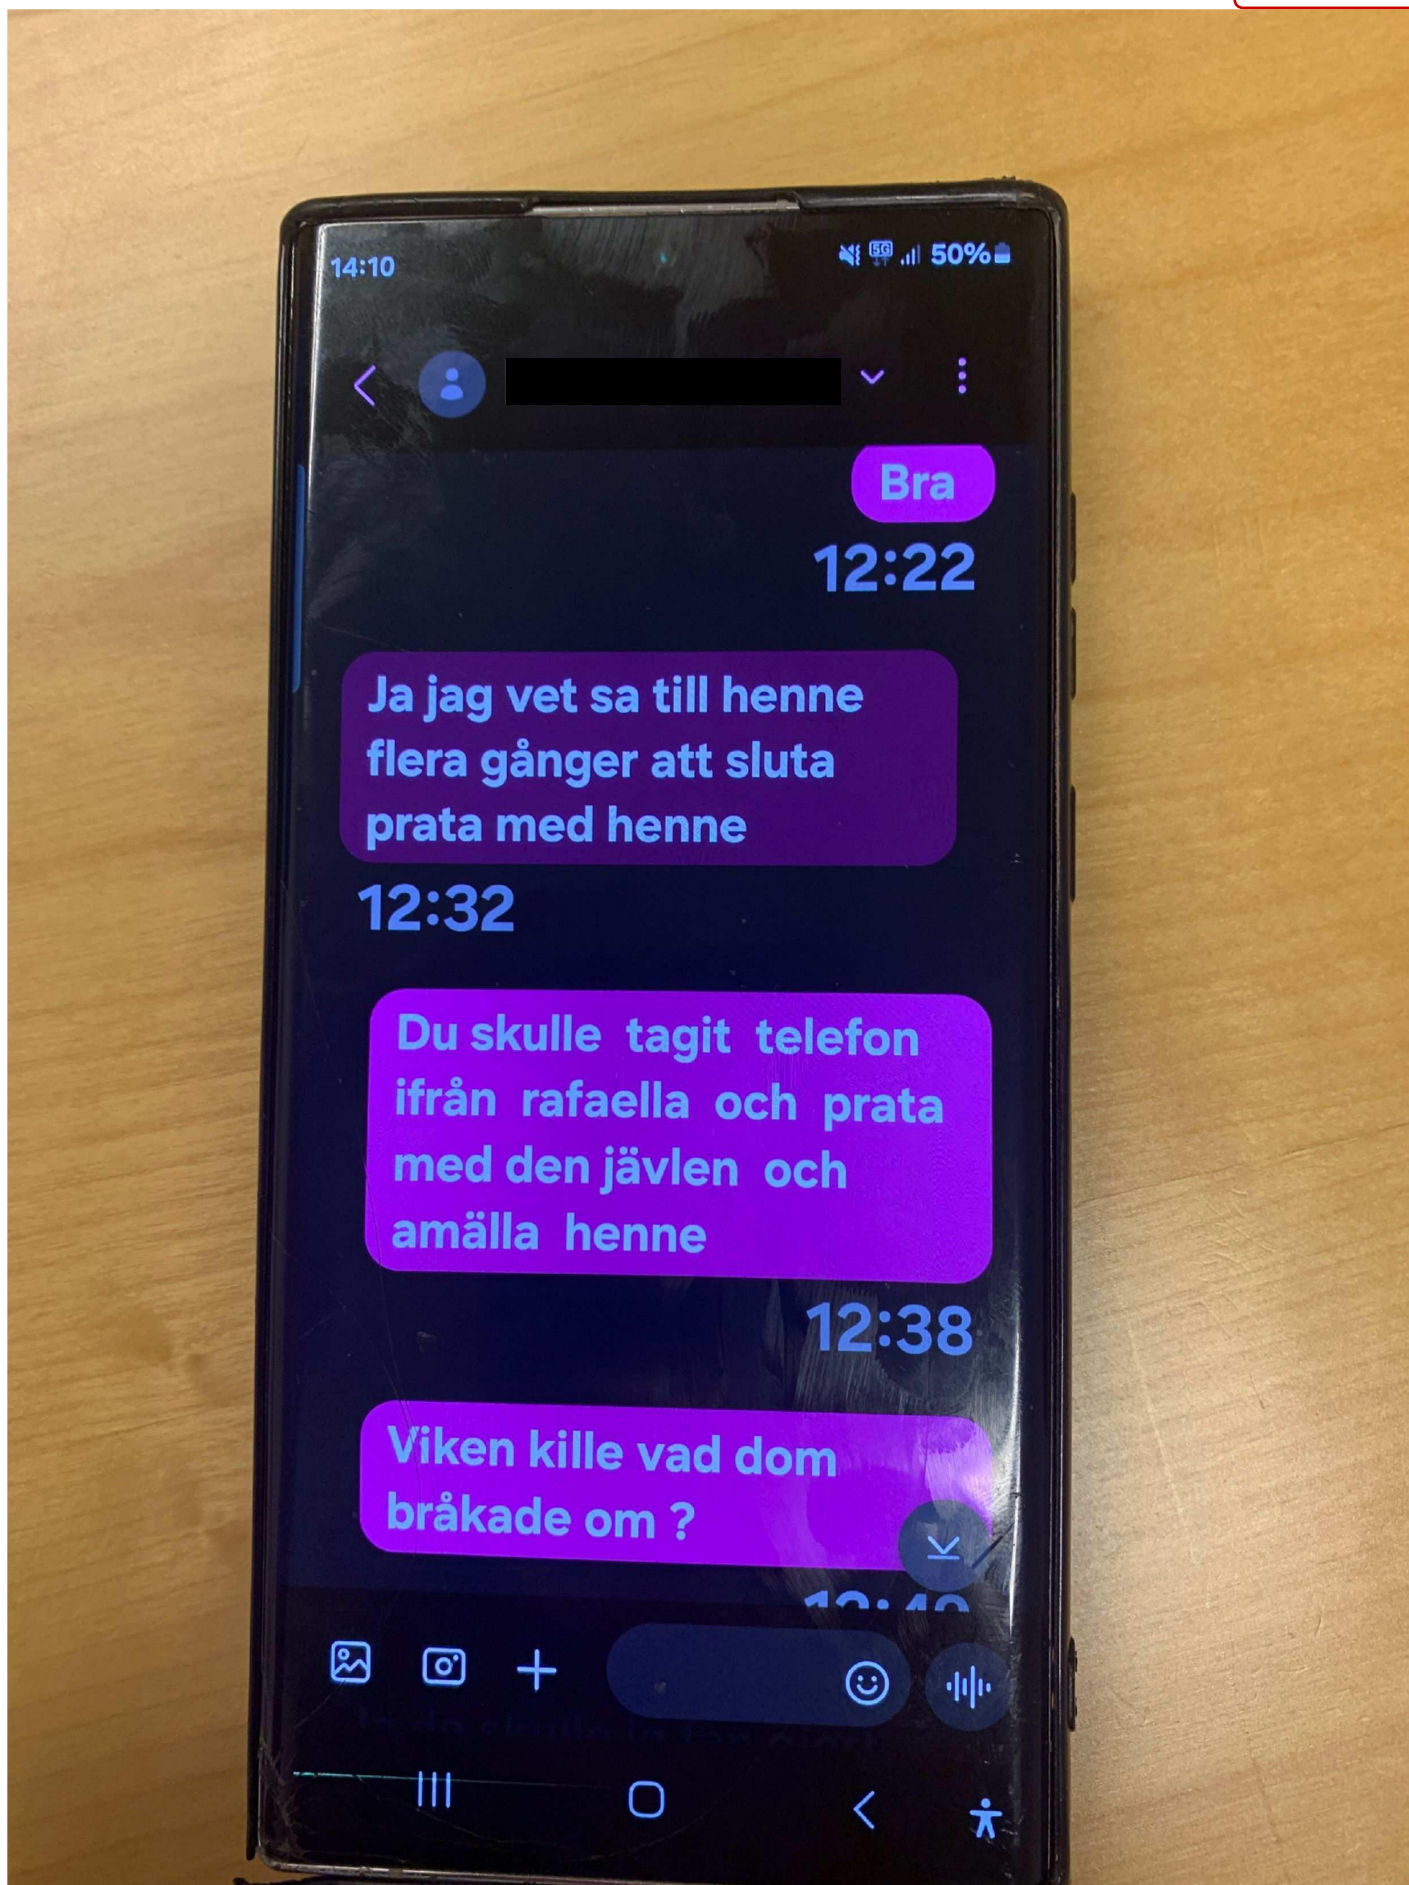 14:10
5G 50%
Bra
12:22
Ja jag vet sa till henne
flera gånger att sluta
prata med henne
12:32
Du skulle tagit telefon
ifrån rafaella och prata
med den jävlen och
amälla henne
12:38
Viken kille vad dom
bråkade om ?